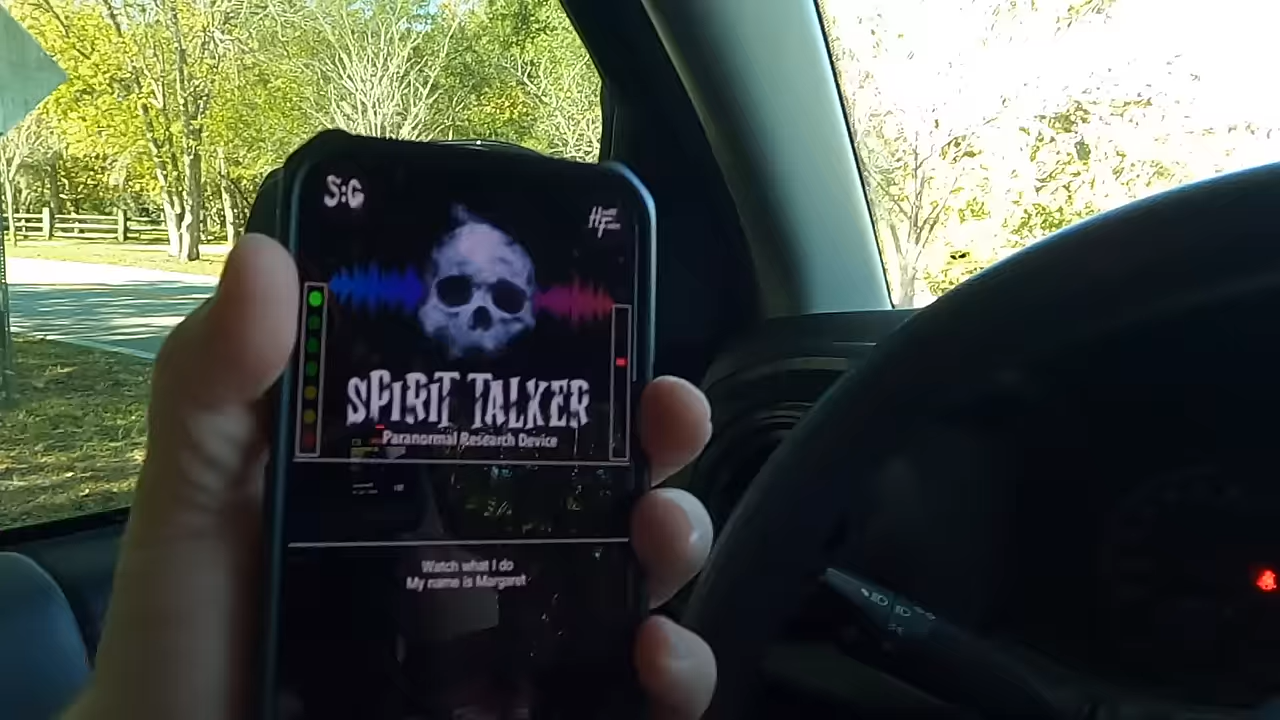 S:G
SPIRIT TALKER
Paranormal Research Device
Watch what I do
My name is Margaret